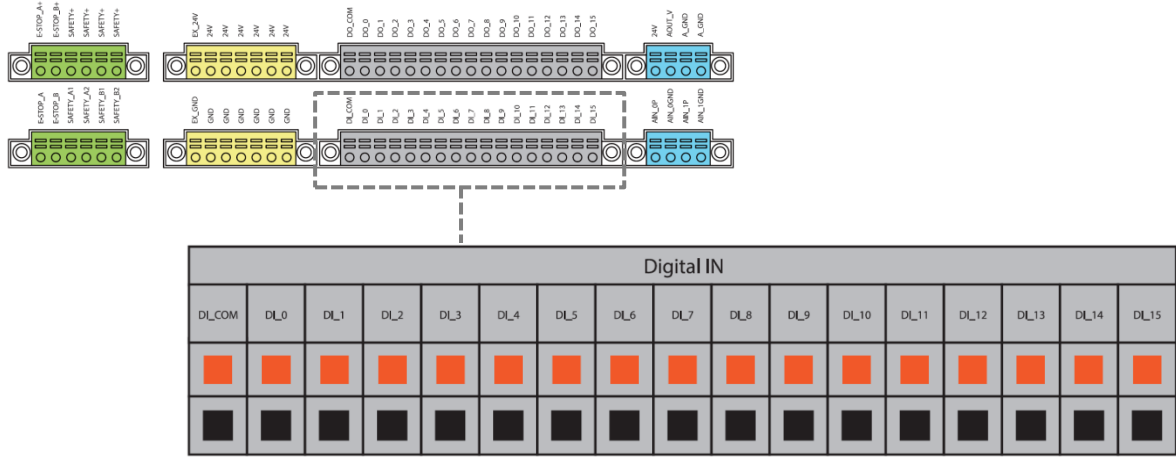 E-STOP_A+ E-STOP_B+ SAFETY+ SAFETY+ SAFETY+ SAFETY+
EX_24V 24V 24V 24V 24V 24V 24V
DO_COM DO_0 DO_1 DO_2 DO_3 DO_4 DO_5 DO_6 DO_7 DO_8 DO_9 DO_10 DO_11 DO_12 DO_13 DO_14 DO_15
24V AOUT_V A_GND A_GND
E-STOP_A E-STOP_B SAFETY_A1 SAFETY_A2 SAFETY_B1 SAFETY_B2
EX_GND GND GND GND GND GND GND
DI_COM DI_0 DI_1 DI_2 DI_3 DI_4 DI_5 DI_6 DI_7 DI_8 DI_9 DI_10 DI_11 DI_12 DI_13 DI_14 DI_15
AIN_0P AIN_0GND AIN_1P AIN_1GND
Digital IN
DI_COM DI_0 DI_1 DI_2 DI_3 DI_4 DI_5 DI_6 DI_7 DI_8 DI_9 DI_10 DI_11 DI_12 DI_13 DI_14 DI_15